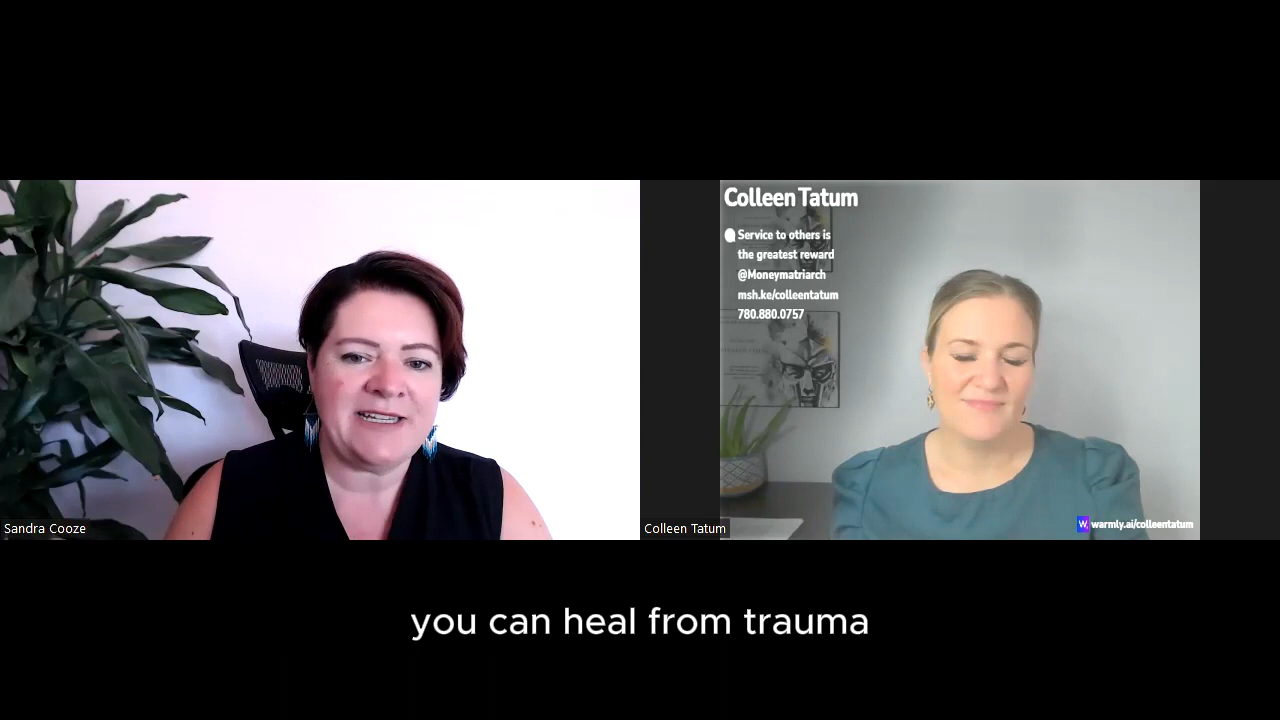 Colleen Tatum
Service to others is
the greatest reward
@Moneymatriarch
msh.ke/colleentatum
780.880.0757
Sandra Cooze
Colleen Tatum
W.
warmly.ai/colleentatum
you can heal from trauma